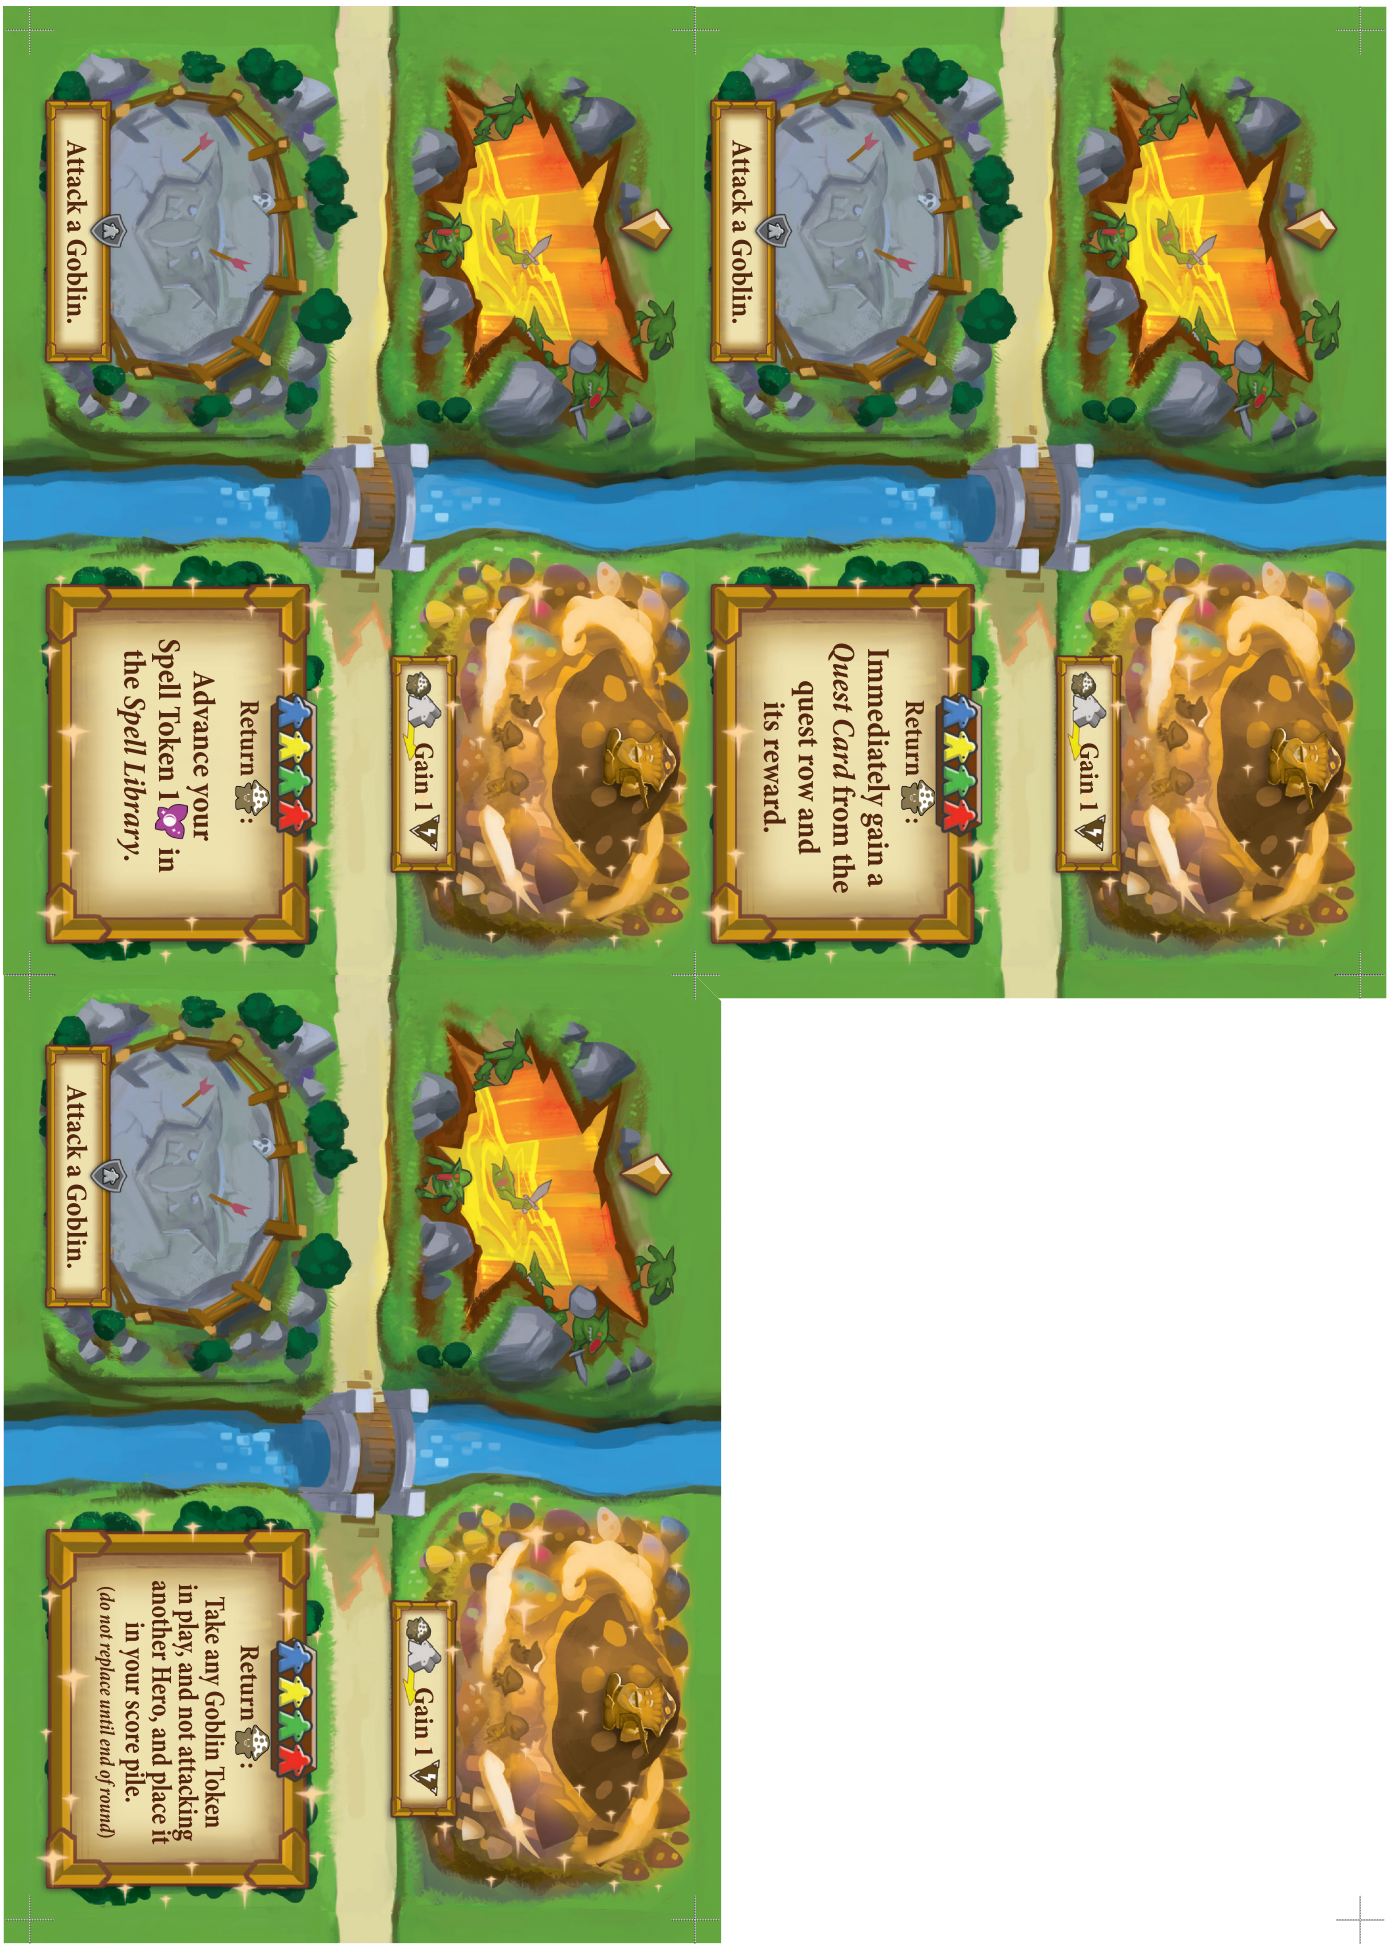 Attack a Goblin.
Gain 1
Return :
Advance your
Spell Token 1 in
the Spell Library.
Attack a Goblin.
Gain 1
Return :
Immediately gain a
Quest Card from the
quest row and
its reward.
Attack a Goblin.
Gain 1
Return :
Take any Goblin Token
in play, and not attacking
another Hero, and place it
in your score pile.
(do not replace until end of round)